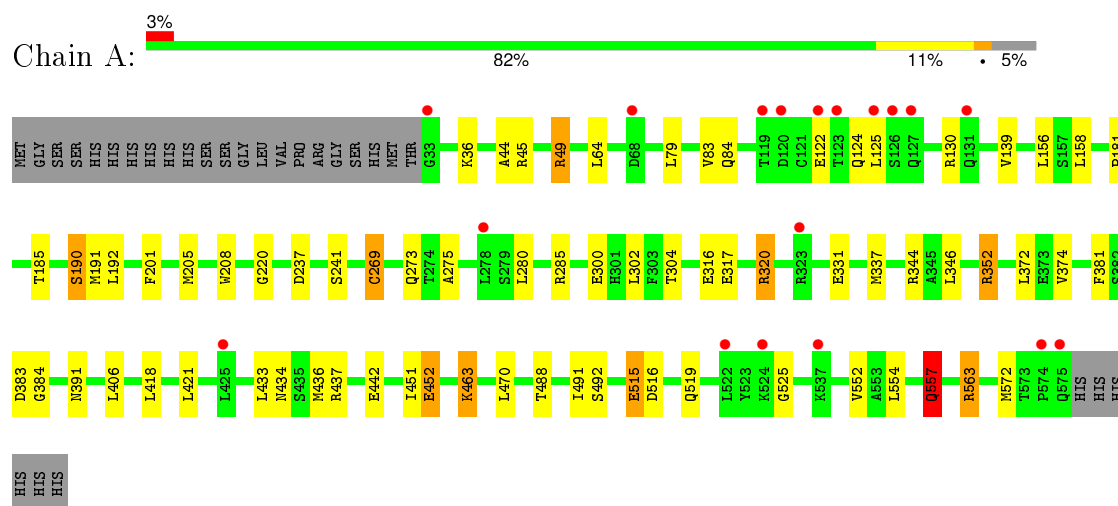 3%
Chain A:
82% 11% • 5%
MET GLY SER SER HIS HIS HIS HIS HIS HIS SER SER GLY LEU VAL PRO ARG GLY SER HIS MET THR G33 K36 A44 R45 R49 L64 D68 L79 V83 Q84 T119 D120 C121 E122 T123 Q124 L125 S126 Q127 R130 Q131 V139 L156 S157 L158
T185 S190 M191 L192 F201 M205 W208 G220 D237 S241 C269 Q273 T274 A275 L278 S279 L280 R285 E300 H301 L302 F303 T304 E316 E317 R320 R323 E331 M337 R344 A345 L346 R352 L372 E373 V374 F381
D383 G384 N391 L406 L418 L421 L425 L433 N434 S435 M436 R437 E442 I451 E452 K463 L470 T488 I491 S492 E515 D516 Q519 L522 Y523 K524 G525 K537 V552 A553 L554 Q557 R563 M572 T573 P574 Q575 HIS HIS HIS
HIS HIS HIS